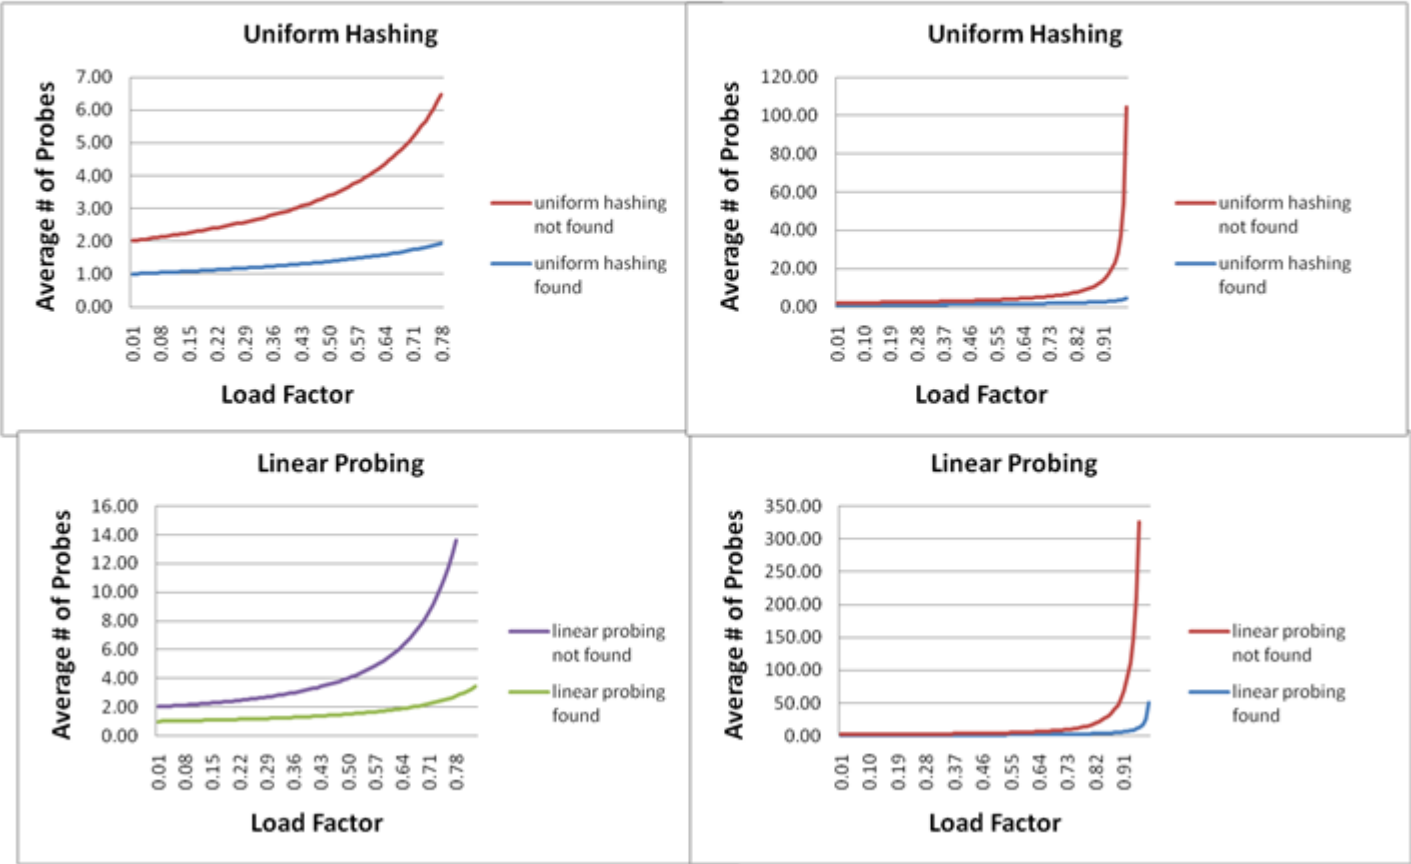 Uniform Hashing
Average # of Probes
7.00
6.00
5.00
4.00
3.00
2.00
1.00
0.00
0.01 0.08 0.15 0.22 0.29 0.36 0.43 0.50 0.57 0.64 0.71 0.78
Load Factor
uniform hashing
not found
uniform hashing
found
Uniform Hashing
Average # of Probes
120.00
100.00
80.00
60.00
40.00
20.00
0.00
0.01 0.10 0.19 0.28 0.37 0.46 0.55 0.64 0.73 0.82 0.91
Load Factor
uniform hashing
not found
uniform hashing
found
Linear Probing
Average # of Probes
16.00
14.00
12.00
10.00
8.00
6.00
4.00
2.00
0.00
0.01 0.08 0.15 0.22 0.29 0.36 0.43 0.50 0.57 0.64 0.71 0.78
Load Factor
linear probing
not found
linear probing
found
Linear Probing
Average # of Probes
350.00
300.00
250.00
200.00
150.00
100.00
50.00
0.00
0.01 0.10 0.19 0.28 0.37 0.46 0.55 0.64 0.73 0.82 0.91
Load Factor
linear probing
not found
linear probing
found